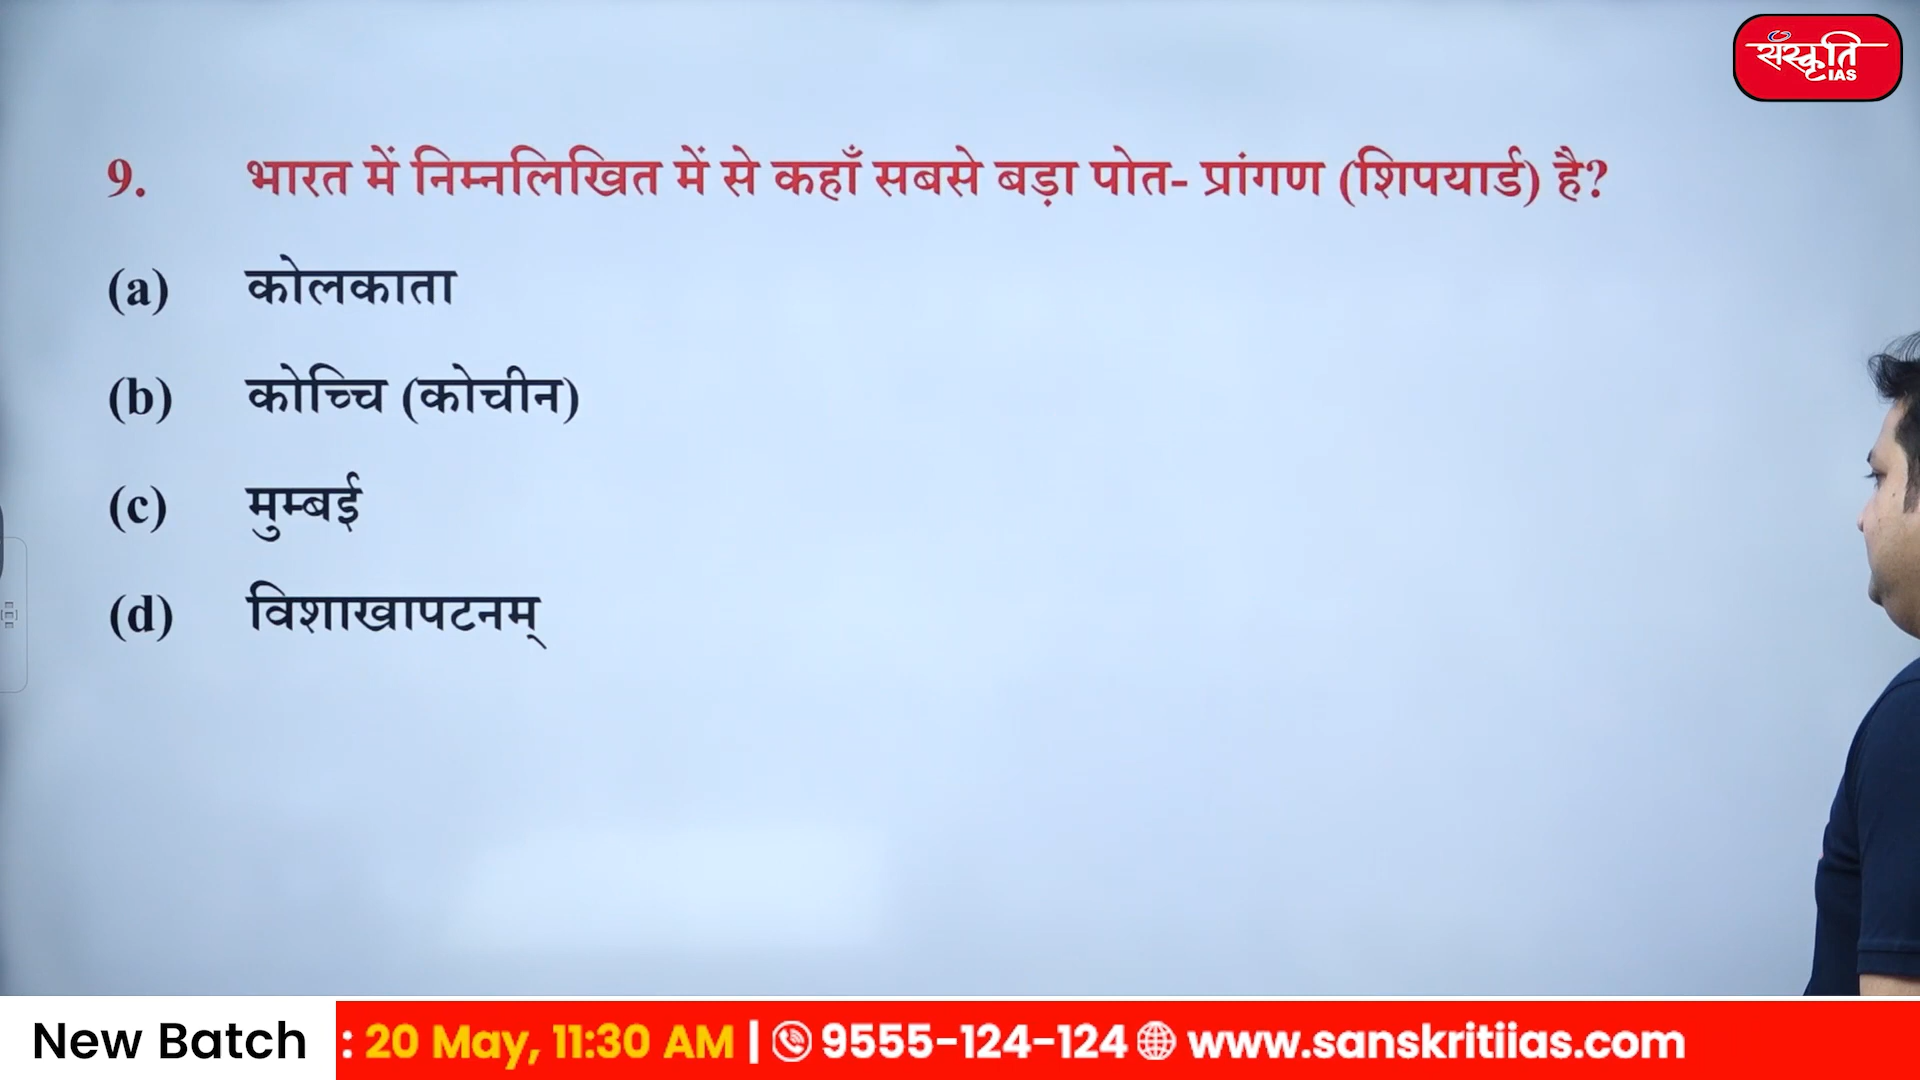 संस्कृति
IAS
9. भारत में निम्नलिखित में से कहाँ सबसे बड़ा पोत- प्रांगण (शिपयार्ड) है?
(a) कोलकाता
(b) कोच्चि (कोचीन)
(c) मुम्बई
(d) विशाखापटनम्
New Batch : 20 May, 11:30 AM | 9555-124-124 www.sanskritiias.com